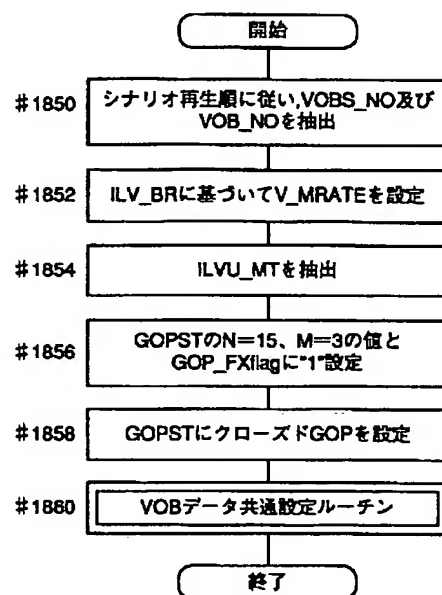 開始
#1850
シナリオ再生順に従い,VOBS_NO及び
VOB_NOを抽出
#1852
ILV_BRに基づいてV_MRATEを設定
#1854
ILVU_MTを抽出
#1856
GOPSTのN=15、M=3の値と
GOP_FXflagに"1"設定
#1858
GOPSTにクローズドGOPを設定
#1860
VOBデータ共通設定ルーチン
終了